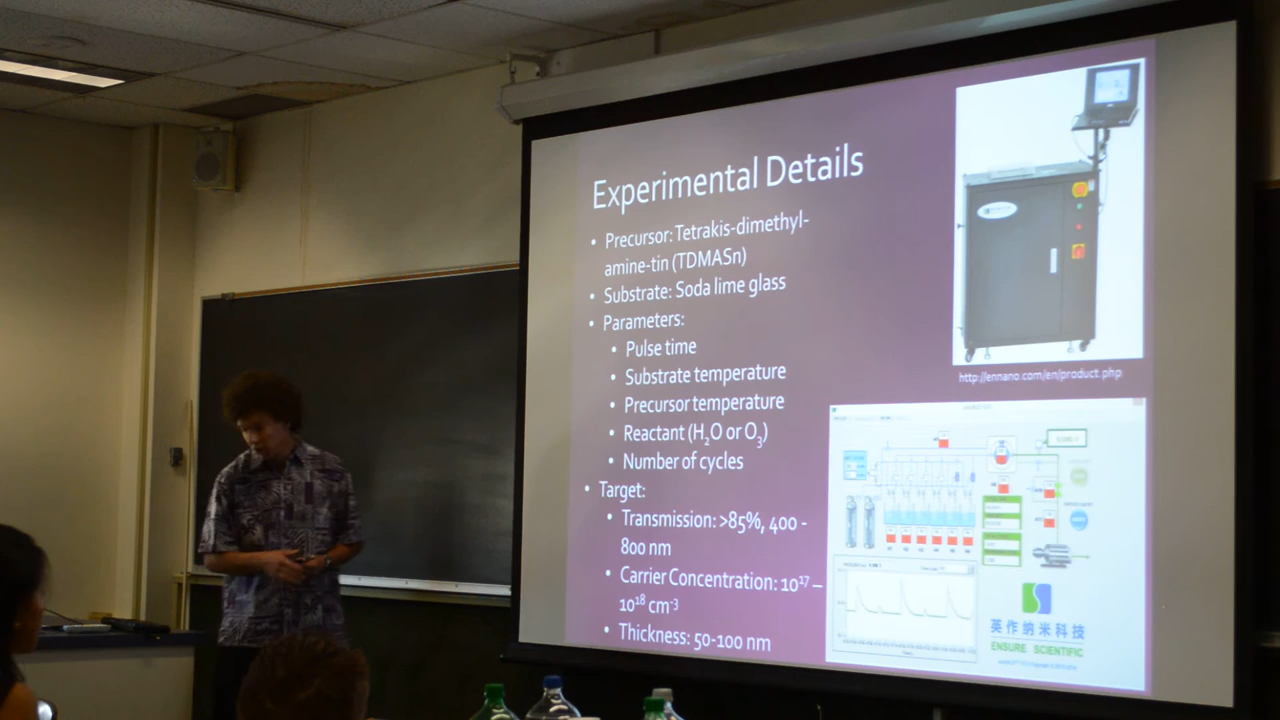 Experimental Details
• Precursor: Tetrakis-dimethyl-
amine-tin (TDMASn)
• Substrate: Soda lime glass
• Parameters:
• Pulse time
• Substrate temperature
• Precursor temperature
• Reactant (H₂O or O₃)
• Number of cycles
• Target:
• Transmission: >85%, 400 -
800 nm
• Carrier Concentration: 10¹⁷ –
10¹⁸ cm⁻³
• Thickness: 50-100 nm
http://ennano.com/en/product.php
英作纳米科技
ENSURE SCIENTIFIC